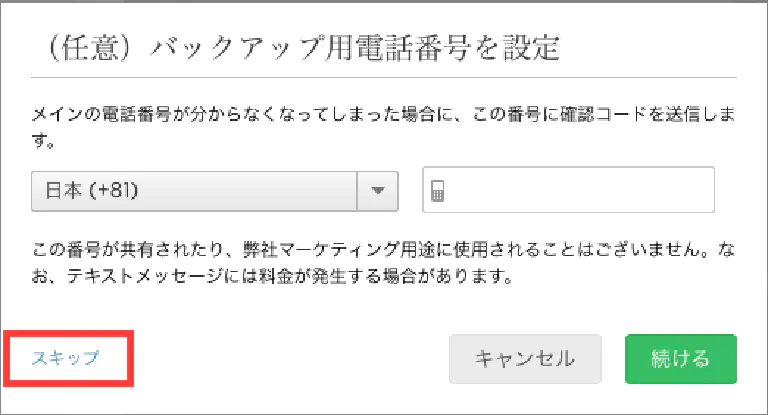 （任意）バックアップ用電話番号を設定
メインの電話番号が分からなくなってしまった場合に、この番号に確認コードを送信しま
す。
日本 (+81)
この番号が共有されたり、弊社マーケティング用途に使用されることはございません。な
お、テキストメッセージには料金が発生する場合があります。
スキップ
キャンセル
続ける